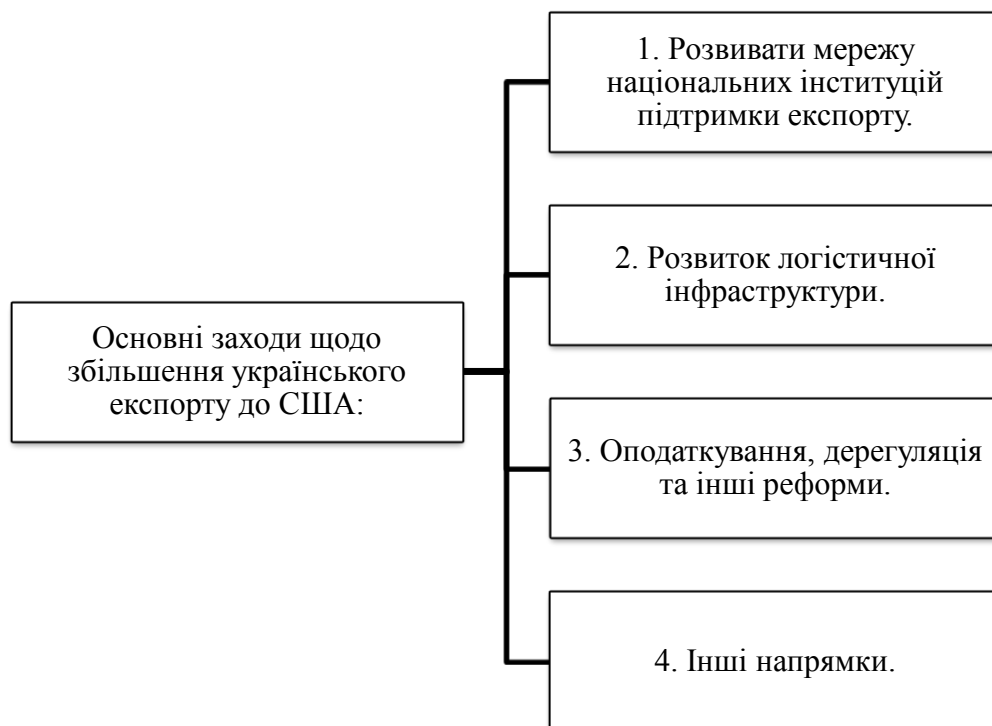 Основні заходи щодо
збільшення українського
експорту до США:
1. Розвивати мережу
національних інституцій
підтримки експорту.
2. Розвиток логістичної
інфраструктури.
3. Оподаткування, дерегуляція
та інші реформи.
4. Інші напрямки.